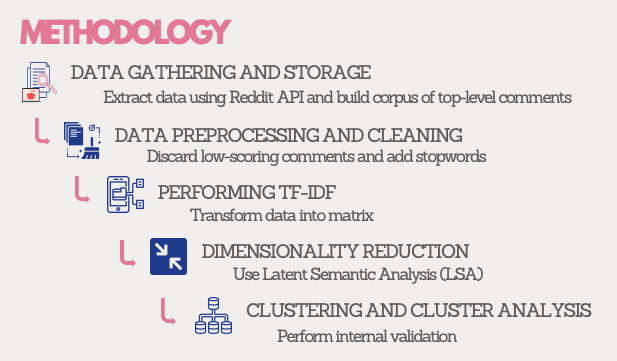 METHODOLOGY
DATA GATHERING AND STORAGE
Extract data using Reddit API and build corpus of top-level comments
DATA PREPROCESSING AND CLEANING
Discard low-scoring comments and add stopwords
PERFORMING TF-IDF
Transform data into matrix
DIMENSIONALITY REDUCTION
Use Latent Semantic Analysis (LSA)
CLUSTERING AND CLUSTER ANALYSIS
Perform internal validation